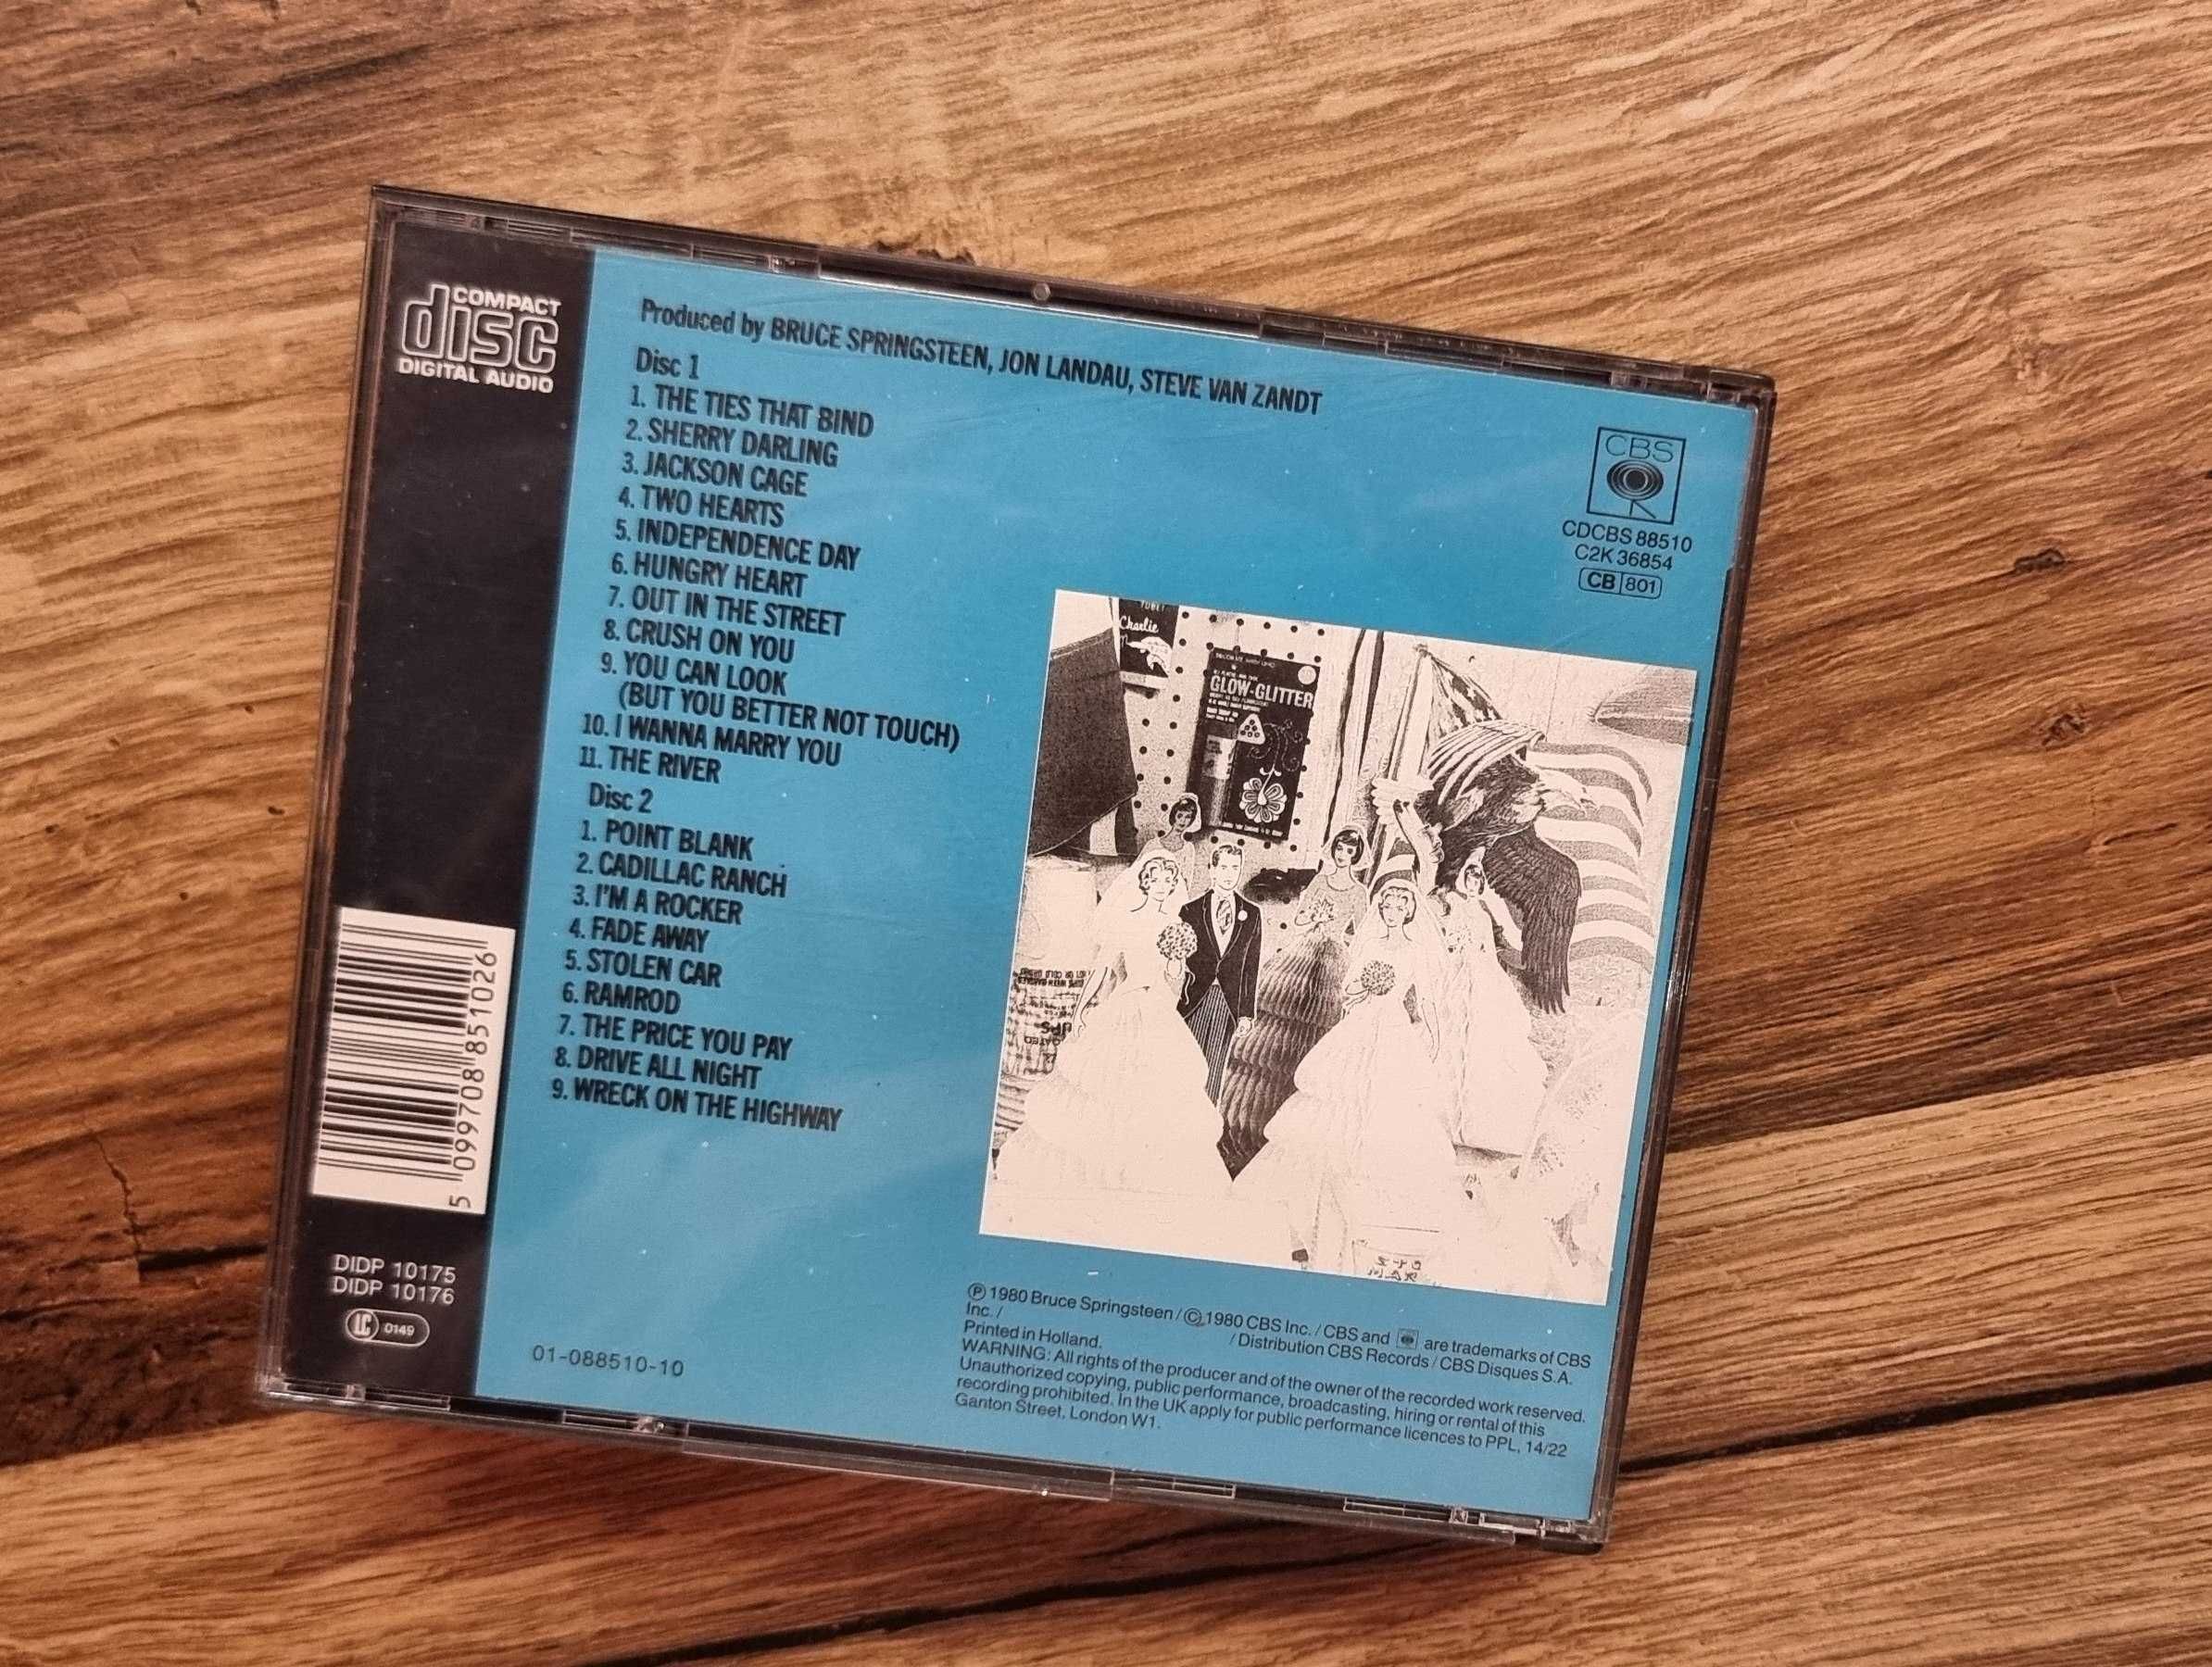 COMPACT
disc
DIGITAL AUDIO
Produced by BRUCE SPRINGSTEEN, JON LANDAU, STEVE VAN ZANDT
Disc 1
1. THE TIES THAT BIND
2. SHERRY DARLING
3. JACKSON CAGE
4. TWO HEARTS
5. INDEPENDENCE DAY
6. HUNGRY HEART
7. OUT IN THE STREET
8. CRUSH ON YOU
9. YOU CAN LOOK
(BUT YOU BETTER NOT TOUCH)
10. I WANNA MARRY YOU
11. THE RIVER
Disc 2
1. POINT BLANK
2. CADILLAC RANCH
3. I'M A ROCKER
4. FADE AWAY
5. STOLEN CAR
6. RAMROD
7. THE PRICE YOU PAY
8. DRIVE ALL NIGHT
9. WRECK ON THE HIGHWAY
CBS
CDCBS 88510
C2K 36854
CB 801
Charlie
GLOW-GLITTER
5 099708 851026
DIDP 10175
DIDP 10176
LC 0149
01-088510-10
Ⓟ 1980 Bruce Springsteen / © 1980 CBS Inc. / CBS and are trademarks of CBS
Inc. / / Distribution CBS Records / CBS Disques S.A.
Printed in Holland.
WARNING: All rights of the producer and of the owner of the recorded work reserved.
Unauthorized copying, public performance, broadcasting, hiring or rental of this
recording prohibited. In the UK apply for public performance licences to PPL, 14/22
Ganton Street, London W1.